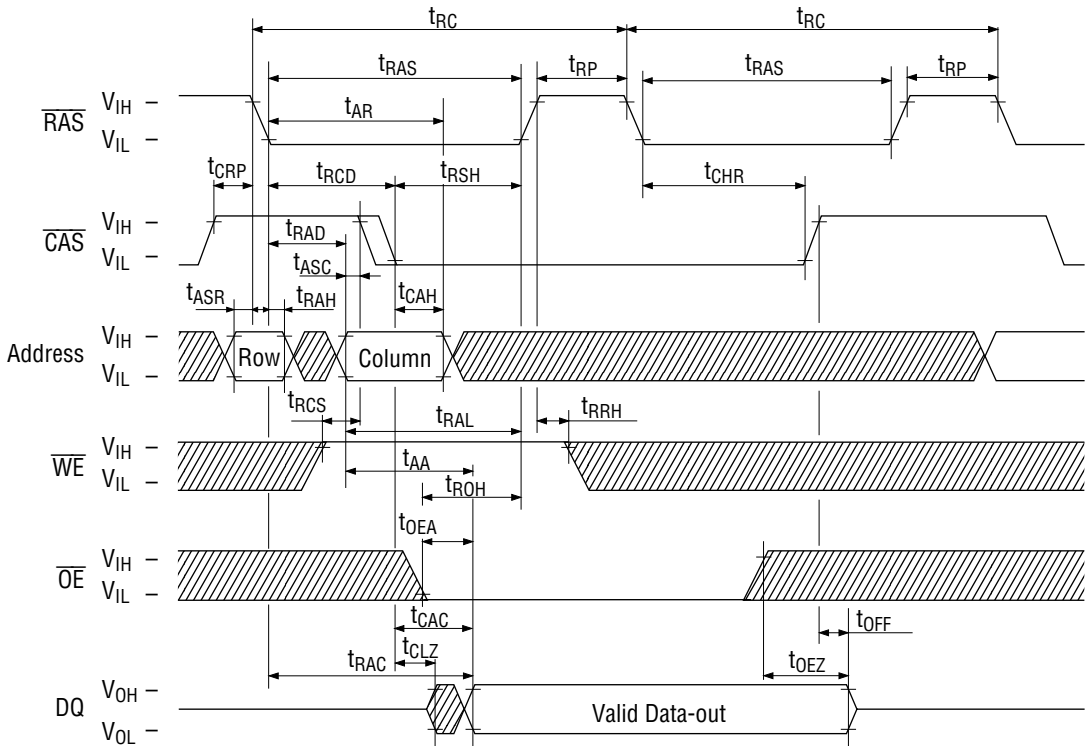 tRC tRC
tRAS tRP tRAS tRP
RAS VIH –
VIL –
tAR
tCRP tRCD tRSH tCHR
CAS VIH –
VIL –
tRAD
tASC
tASR tRAH tCAH
Address VIH –
VIL –
Row Column
tRCS tRAL tRRH
WE VIH –
VIL –
tAA
tROH
tOEA
OE VIH –
VIL –
tCAC tOFF
tCLZ
tRAC tOEZ
DQ VOH –
VOL –
Valid Data-out